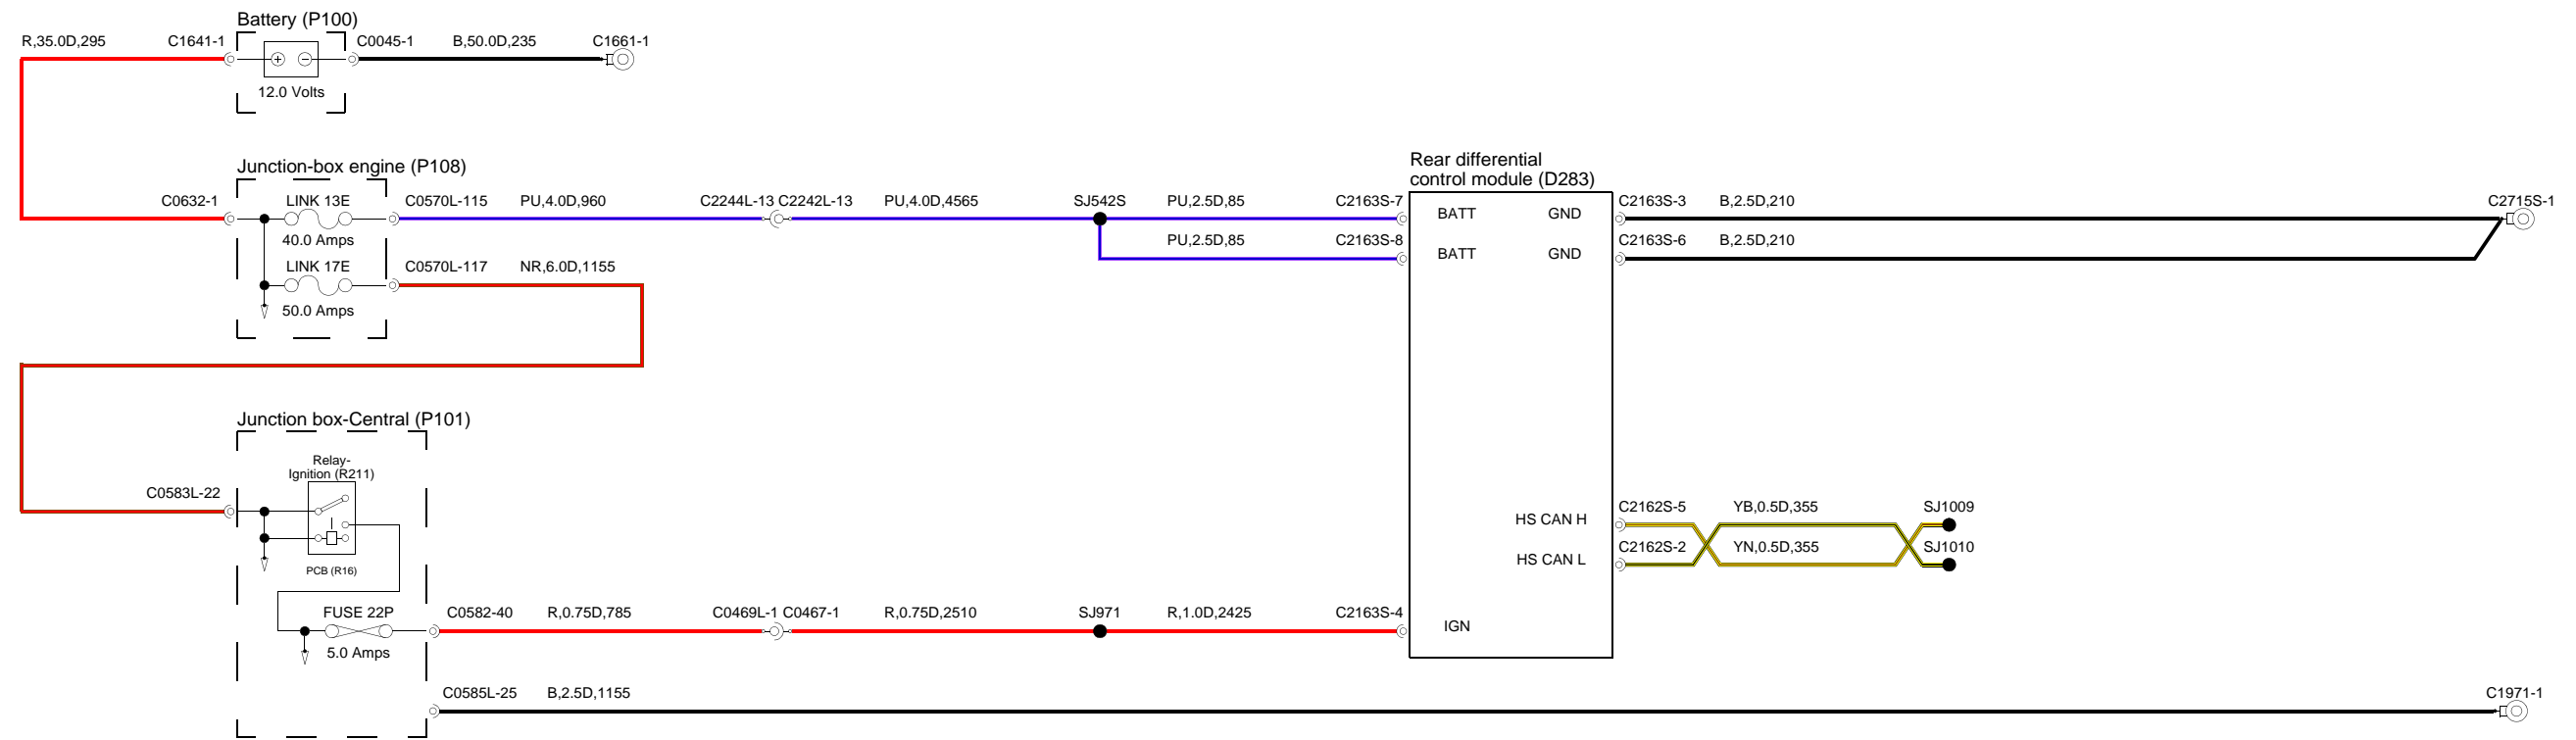 Battery (P100)
R,35.0D,295
C1641-1
C0045-1
B,50.0D,235
C1661-1
12.0 Volts
Junction-box engine (P108)
C0632-1
LINK 13E
40.0 Amps
LINK 17E
50.0 Amps
C0570L-115
PU,4.0D,960
C2244L-13
C2242L-13
PU,4.0D,4565
SJ542S
PU,2.5D,85
C2163S-7
PU,2.5D,85
C2163S-8
C0570L-117
NR,6.0D,1155
Rear differential
control module (D283)
BATT
GND
BATT
GND
C2163S-3
B,2.5D,210
C2715S-1
C2163S-6
B,2.5D,210
HS CAN H
C2162S-5
YB,0.5D,355
SJ1009
HS CAN L
C2162S-2
YN,0.5D,355
SJ1010
IGN
Junction box-Central (P101)
Relay-
Ignition (R211)
C0583L-22
PCB (R16)
FUSE 22P
5.0 Amps
C0582-40
R,0.75D,785
C0469L-1
C0467-1
R,0.75D,2510
SJ971
R,1.0D,2425
C2163S-4
C0585L-25
B,2.5D,1155
C1971-1